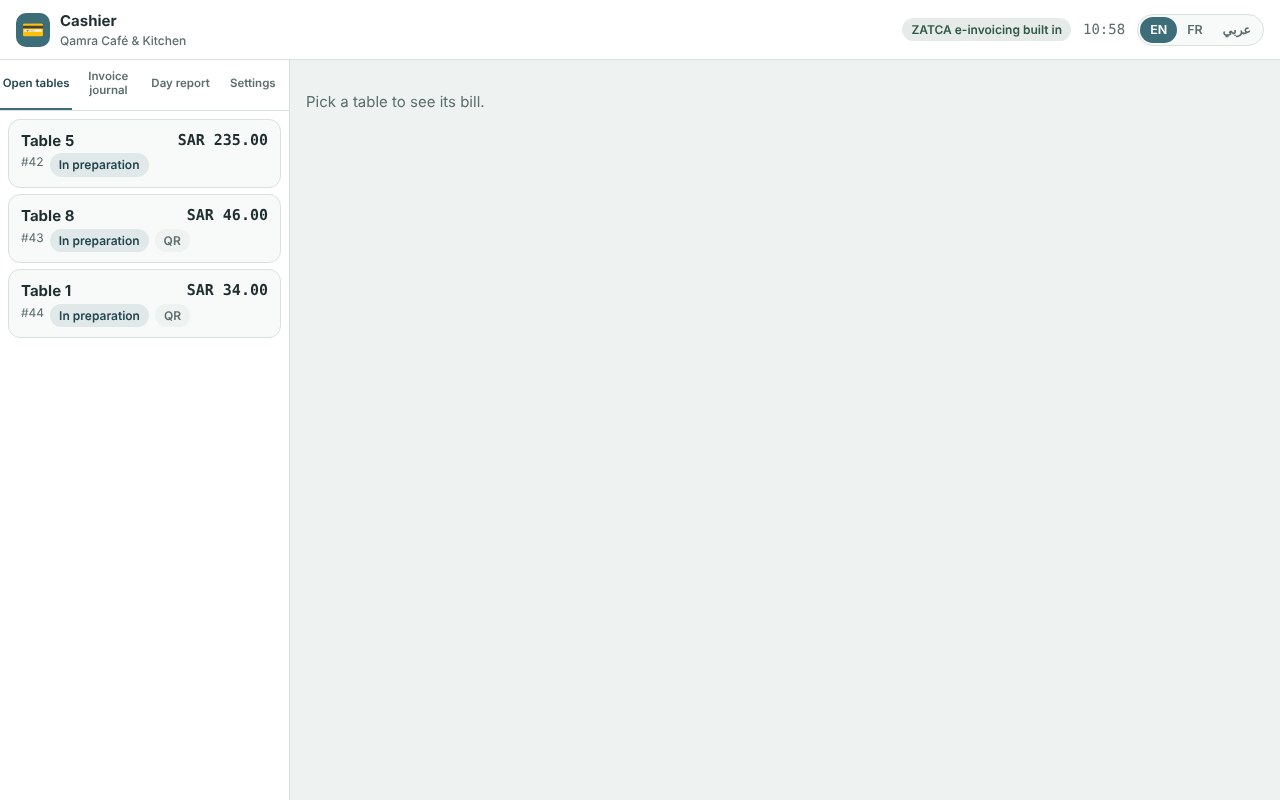 Cashier
Qamra Café & Kitchen
ZATCA e-invoicing built in
10:58
EN
FR
عربي
Open tables
Invoice
journal
Day report
Settings
Table 5
SAR 235.00
#42
In preparation
Table 8
SAR 46.00
#43
In preparation
QR
Table 1
SAR 34.00
#44
In preparation
QR
Pick a table to see its bill.